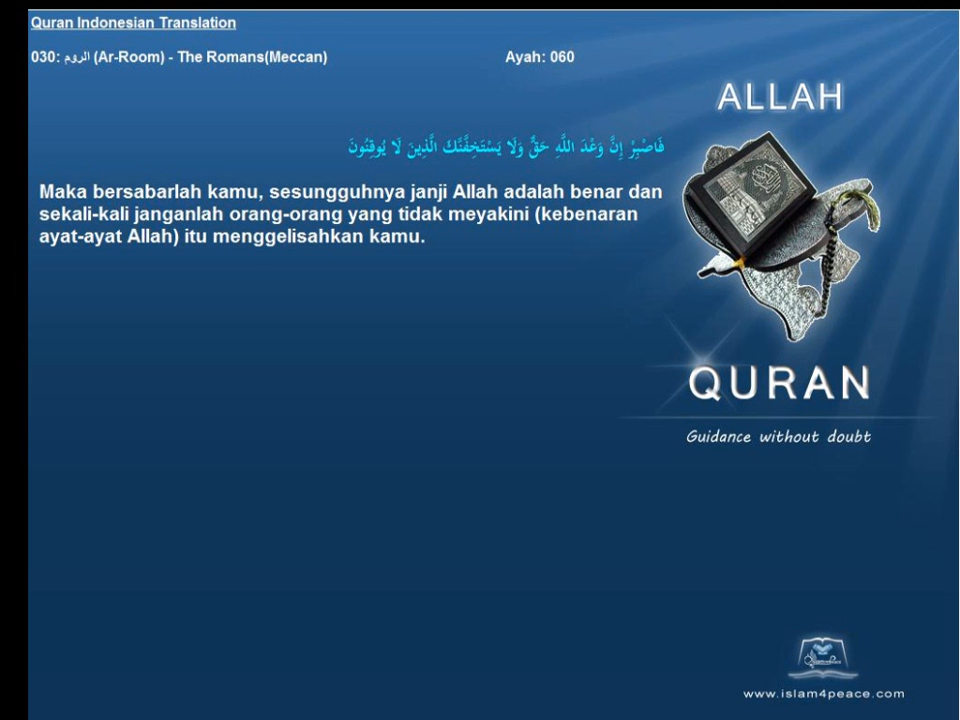 Quran Indonesian Translation
030: الروم (Ar-Room) - The Romans(Meccan) Ayah: 060
ALLAH
فَاصْبِرْ إِنَّ وَعْدَ اللَّهِ حَقٌّ وَلَا يَسْتَخِفَّنَّكَ الَّذِينَ لَا يُوقِنُونَ
Maka bersabarlah kamu, sesungguhnya janji Allah adalah benar dan
sekali-kali janganlah orang-orang yang tidak meyakini (kebenaran
ayat-ayat Allah) itu menggelisahkan kamu.
QURAN
Guidance without doubt
www.islam4peace.com